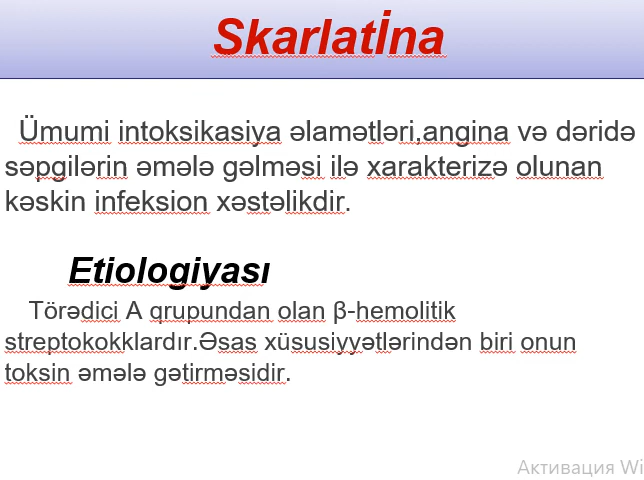 Skarlatİna
Ümumi intoksikasiya əlamətləri,angina və dəridə
səpgilərin əmələ gəlməsi ilə xarakterizə olunan
kəskin infeksion xəstəlikdir.
Etiologiyası
Törədici A qrupundan olan β-hemolitik
streptokokklardır.Əsas xüsusiyyətlərindən biri onun
toksin əmələ gətirməsidir.
Активация Wi